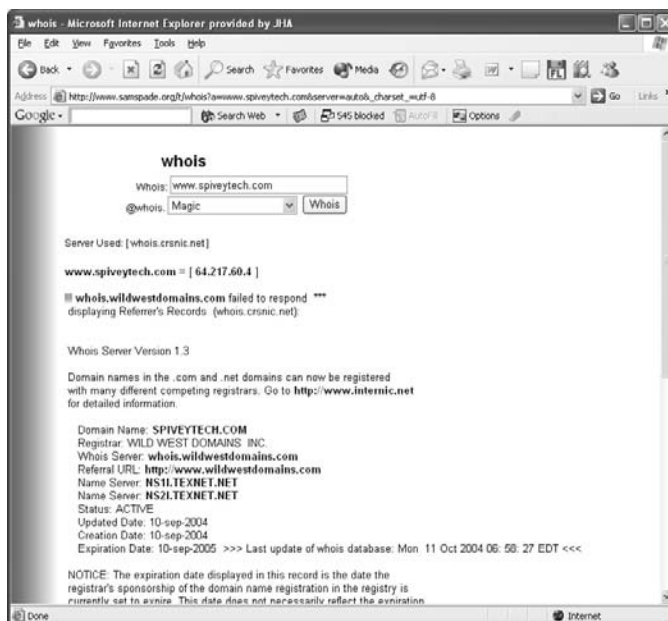 whois - Microsoft Internet Explorer provided by JHA
File Edit View Favorites Tools Help
Back Search Favorites Media
Address http://www.samspade.org/t/whois?a=www.spiveytech.com&server=auto&_charset_=utf-8 Go Links
Google Search Web 545 blocked AutoFill Options
whois
Whois: www.spiveytech.com
@whois. Magic Whois
Server Used: [ whois.crsnic.net ]
www.spiveytech.com = [ 64.217.60.4 ]
!!! whois.wildwestdomains.com failed to respond ***
displaying Referrer's Records (whois.crsnic.net):
Whois Server Version 1.3
Domain names in the .com and .net domains can now be registered
with many different competing registrars. Go to http://www.internic.net
for detailed information.
Domain Name: SPIVEYTECH.COM
Registrar: WILD WEST DOMAINS INC.
Whois Server: whois.wildwestdomains.com
Referral URL: http://www.wildwestdomains.com
Name Server: NS1I.TEXNET.NET
Name Server: NS2I.TEXNET.NET
Status: ACTIVE
Updated Date: 10-sep-2004
Creation Date: 10-sep-2004
Expiration Date: 10-sep-2005 >>> Last update of whois database: Mon 11 Oct 2004 06: 58: 27 EDT <<<
NOTICE: The expiration date displayed in this record is the date the
registrar's sponsorship of the domain name registration in the registry is
currently set to expire. This date does not necessarily reflect the expiration
Done Internet